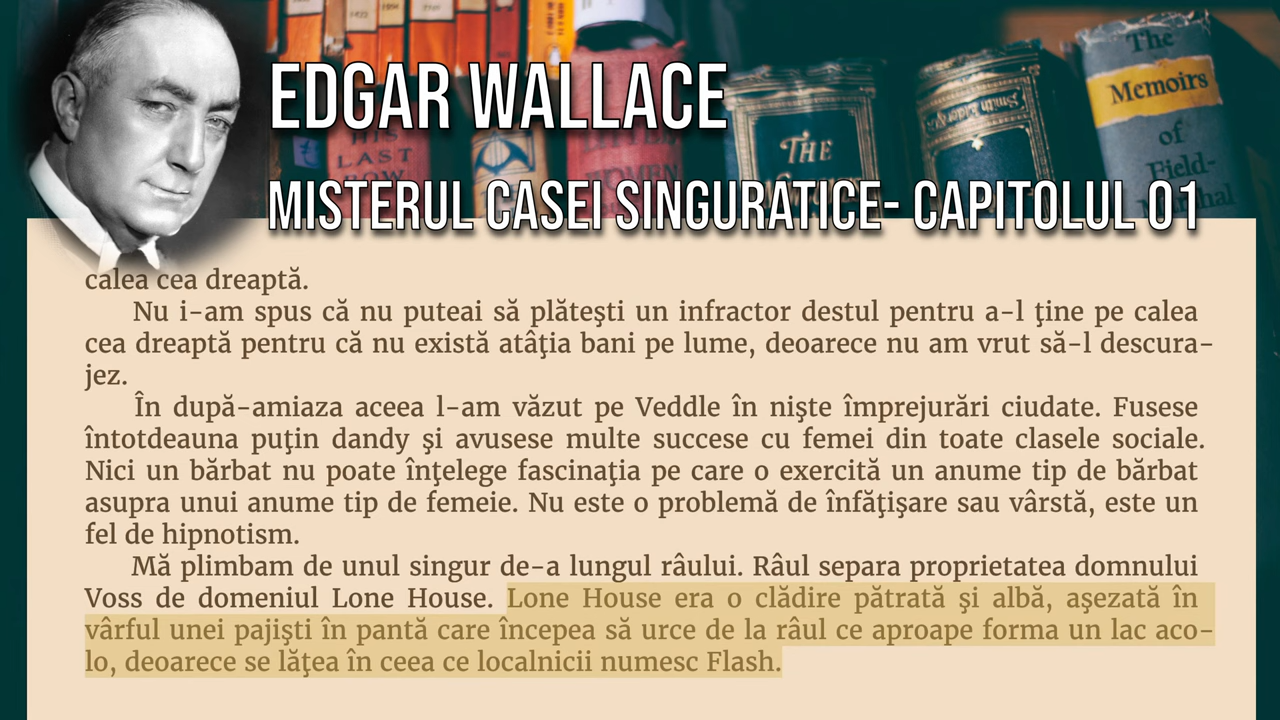 EDGAR WALLACE
MISTERUL CASEI SINGURATICE- CAPITOLUL 01
HIS
LAST
THE
The
Memoirs
of
Field-
calea cea dreaptă.
Nu i-am spus că nu puteai să plăteşti un infractor destul pentru a-l ţine pe calea
cea dreaptă pentru că nu există atâţia bani pe lume, deoarece nu am vrut să-l descura-
jez.
În după-amiaza aceea l-am văzut pe Veddle în nişte împrejurări ciudate. Fusese
întotdeauna puţin dandy şi avusese multe succese cu femei din toate clasele sociale.
Nici un bărbat nu poate înţelege fascinaţia pe care o exercită un anume tip de bărbat
asupra unui anume tip de femeie. Nu este o problemă de înfăţişare sau vârstă, este un
fel de hipnotism.
Mă plimbam de unul singur de-a lungul râului. Râul separa proprietatea domnului
Voss de domeniul Lone House. Lone House era o clădire pătrată şi albă, aşezată în
vârful unei pajişti în pantă care începea să urce de la râul ce aproape forma un lac aco-
lo, deoarece se lăţea în ceea ce localnicii numesc Flash.